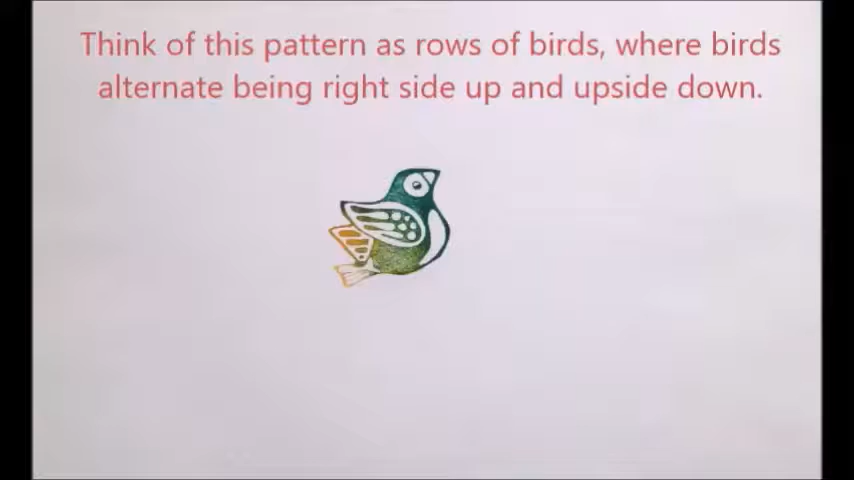 Think of this pattern as rows of birds, where birds
alternate being right side up and upside down.